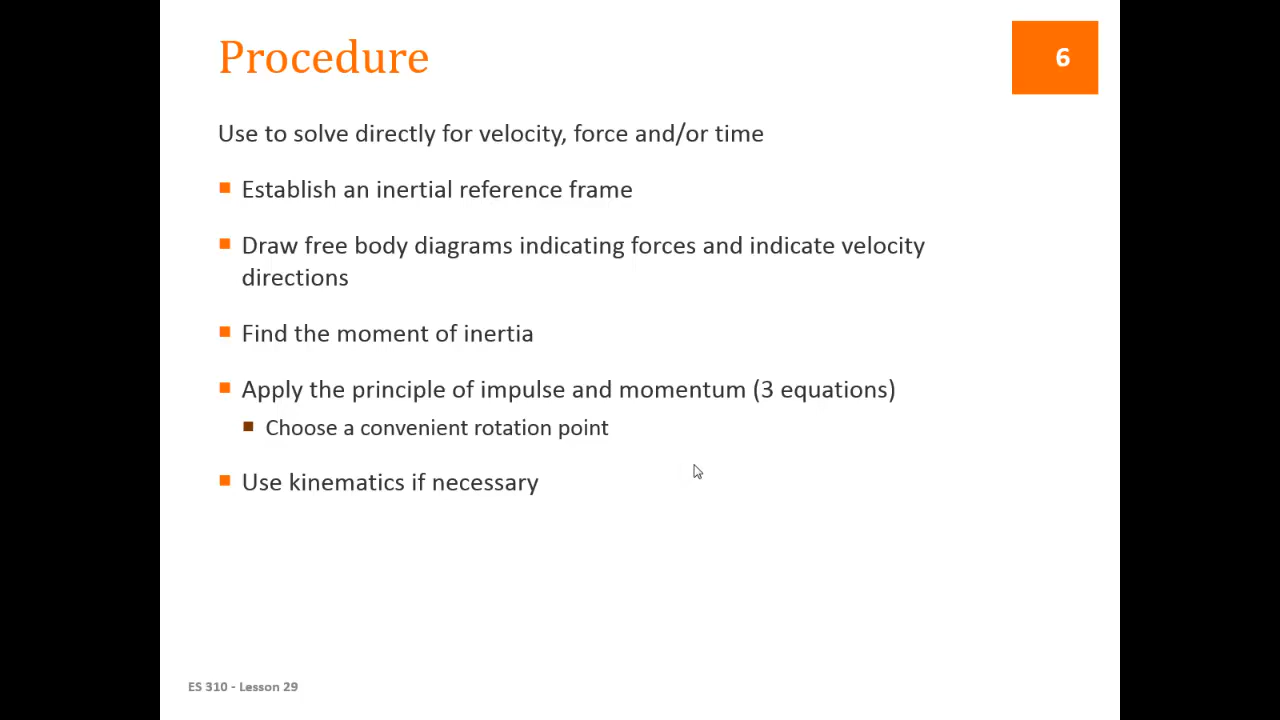 Procedure
6
Use to solve directly for velocity, force and/or time
Establish an inertial reference frame
Draw free body diagrams indicating forces and indicate velocity
directions
Find the moment of inertia
Apply the principle of impulse and momentum (3 equations)
Choose a convenient rotation point
Use kinematics if necessary
ES 310 - Lesson 29